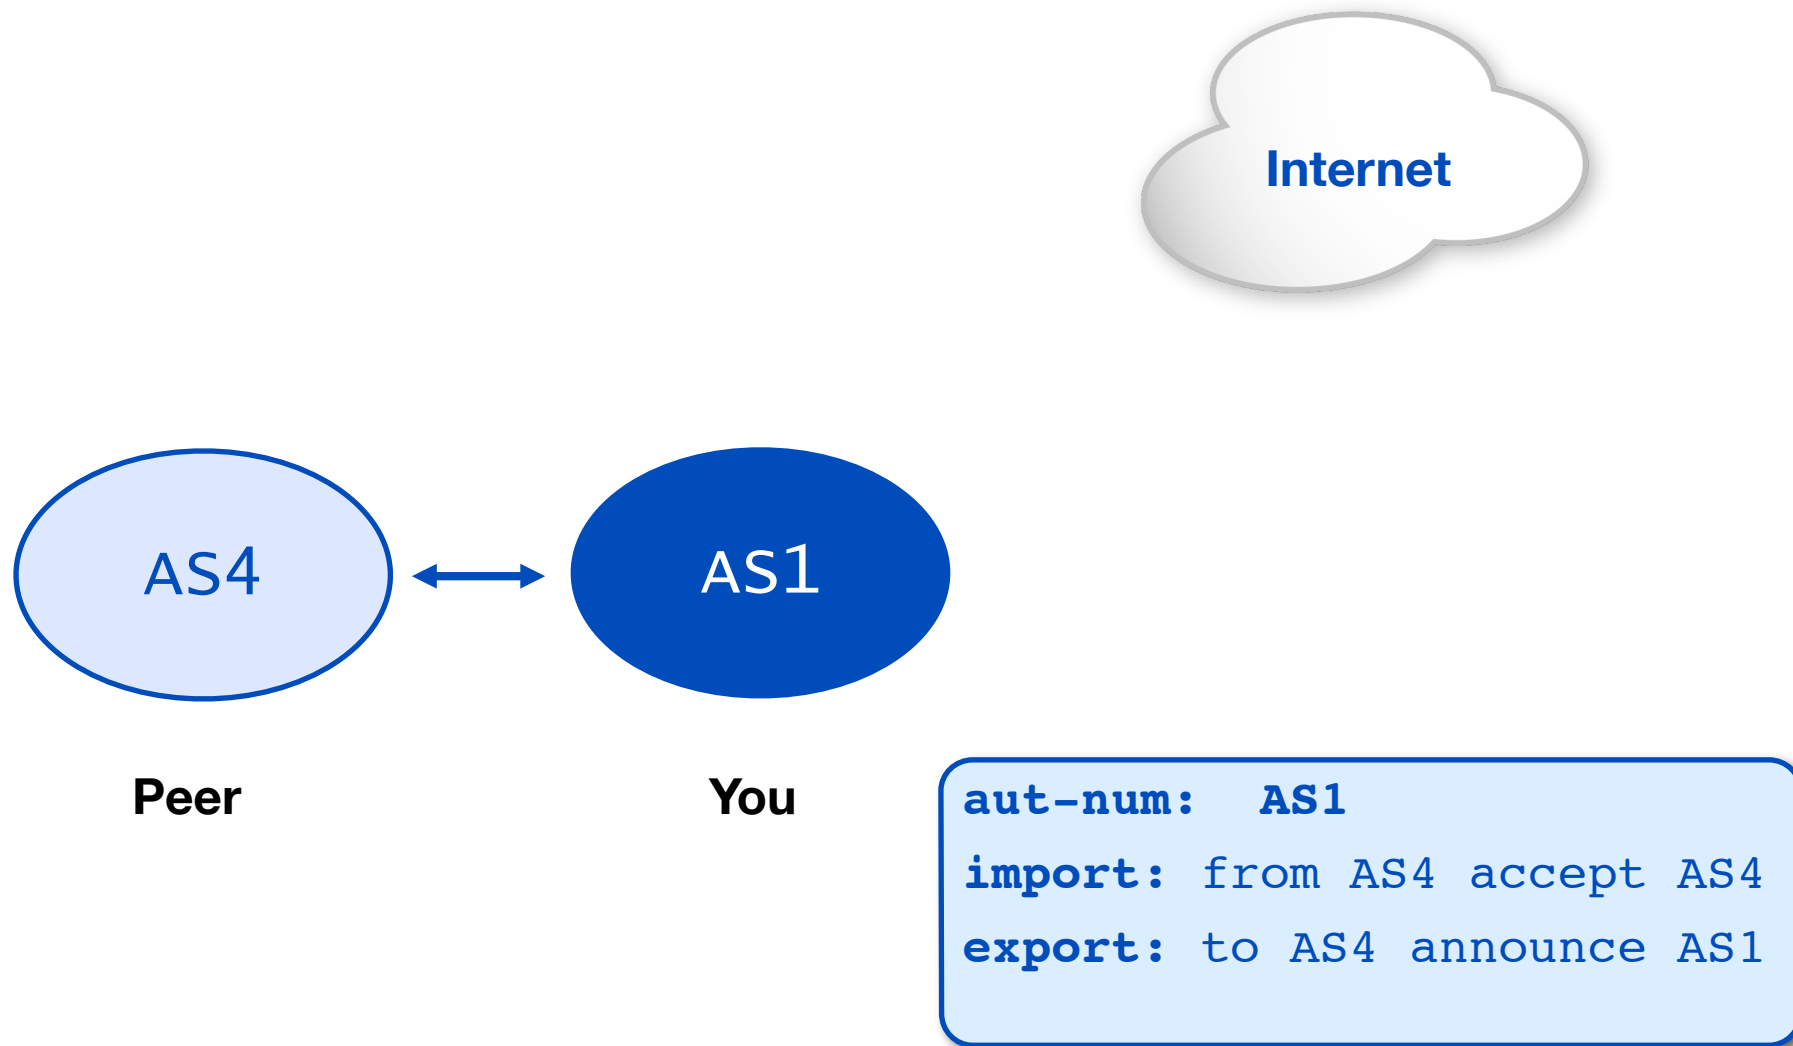 Internet
AS4
AS1
Peer
You
aut-num: AS1
import: from AS4 accept AS4
export: to AS4 announce AS1